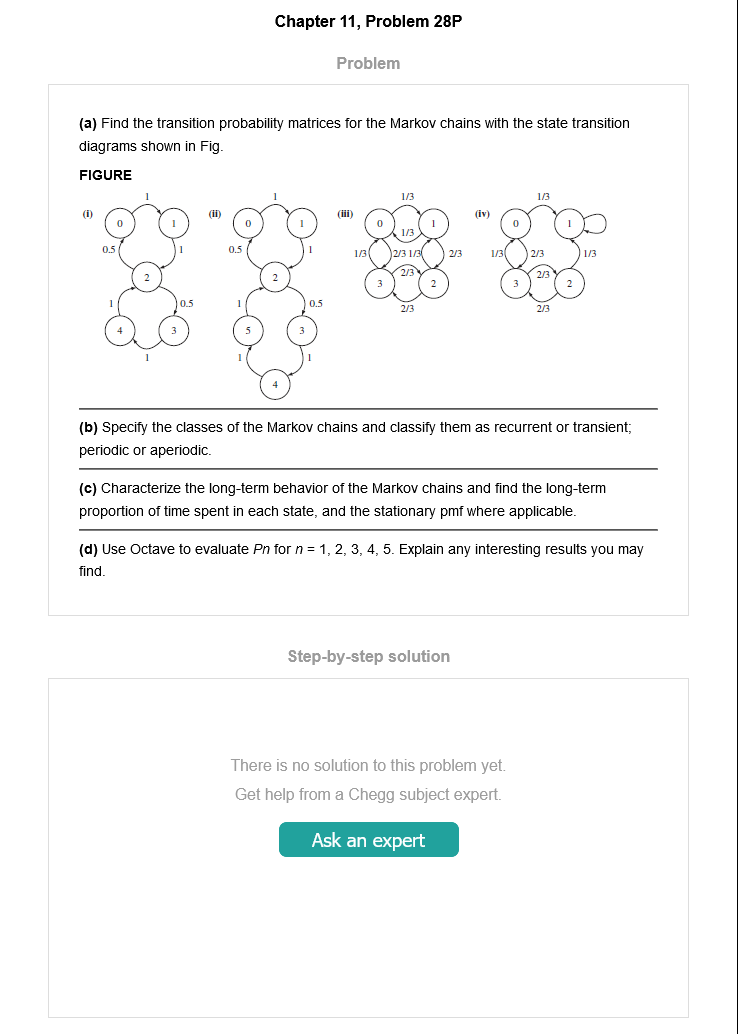 Chapter 11, Problem 28P
Problem
(a) Find the transition probability matrices for the Markov chains with the state transition
diagrams shown in Fig.
FIGURE
1 1 1/3 1/3
(i) 0 1 (ii) 0 1 (iii) 0 1 (iv) 0 1
1/3
0.5 1 0.5 1 1/3 2/3 1/3 2/3 1/3 2/3 1/3
2 2 3 2/3 2 3 2/3 2
1 0.5 1 0.5 2/3 2/3
4 3 5 3
1 1 1
4
(b) Specify the classes of the Markov chains and classify them as recurrent or transient;
periodic or aperiodic.
(c) Characterize the long-term behavior of the Markov chains and find the long-term
proportion of time spent in each state, and the stationary pmf where applicable.
(d) Use Octave to evaluate Pn for n = 1, 2, 3, 4, 5. Explain any interesting results you may
find.
Step-by-step solution
There is no solution to this problem yet.
Get help from a Chegg subject expert.
Ask an expert